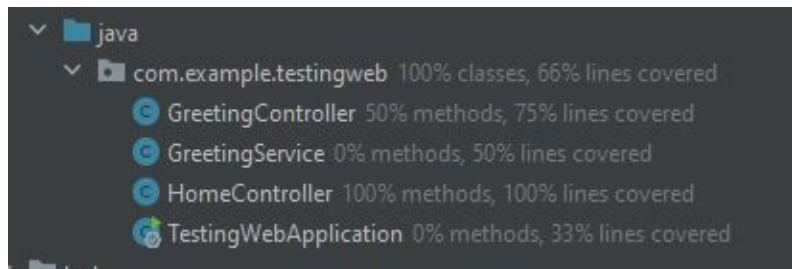 java
com.example.testingweb 100% classes, 66% lines covered
GreetingController 50% methods, 75% lines covered
GreetingService 0% methods, 50% lines covered
HomeController 100% methods, 100% lines covered
TestingWebApplication 0% methods, 33% lines covered